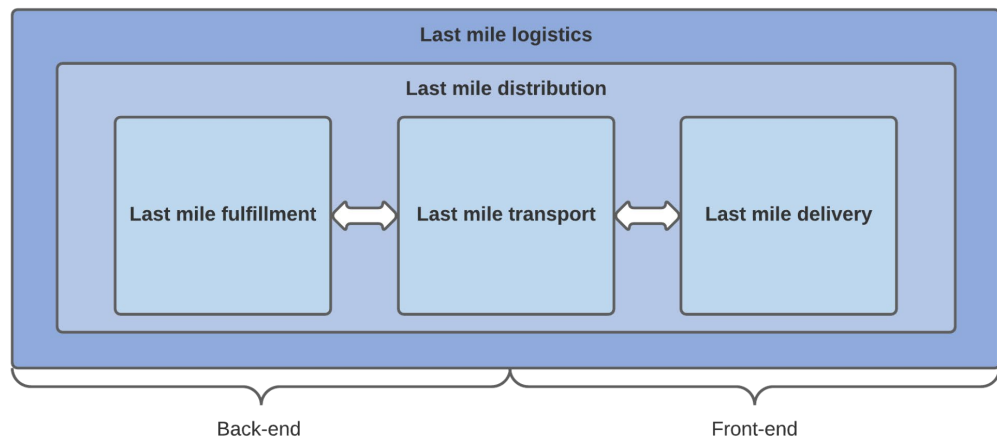 Last mile logistics
Last mile distribution
Last mile fulfillment
Last mile transport
Last mile delivery
Back-end
Front-end